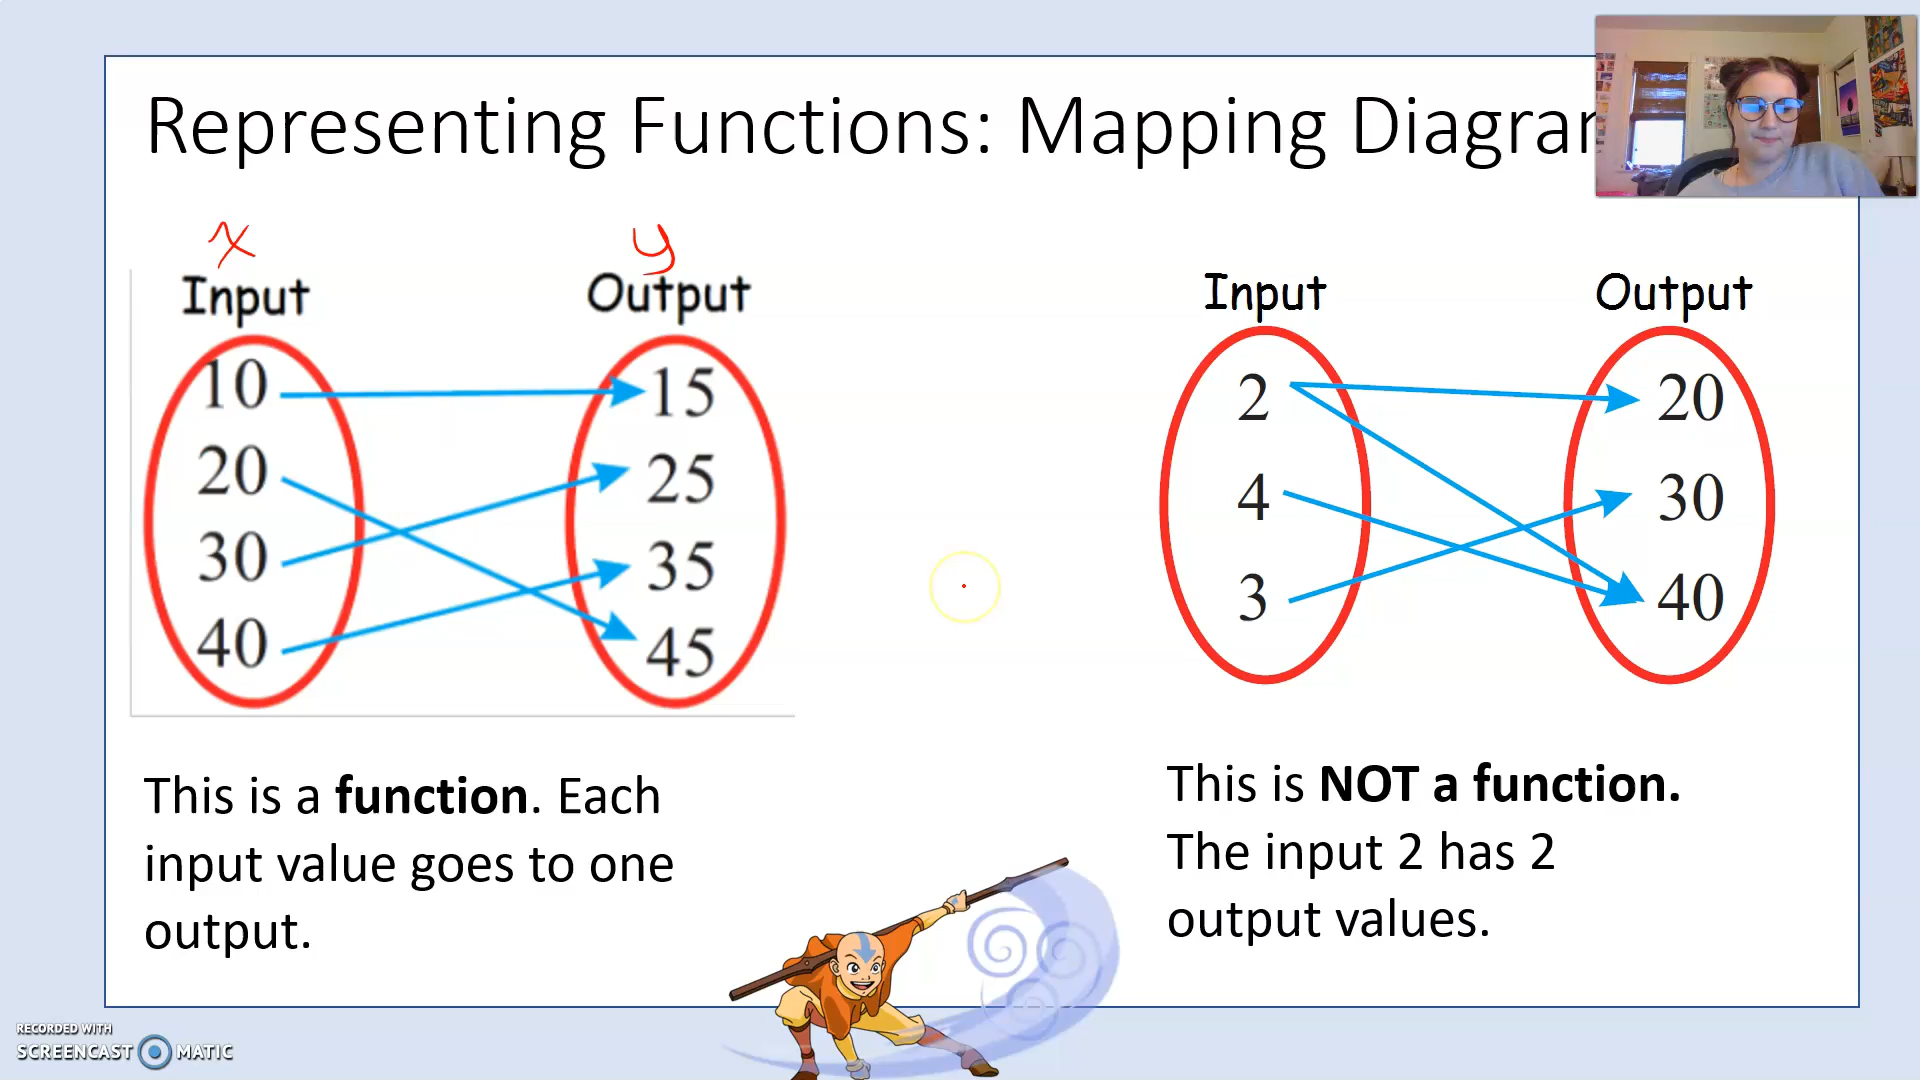 Representing Functions: Mapping Diagram
x y
Input Output Input Output
10 15 2 20
20 25 4 30
30 35 3 40
40 45
This is a function. Each
input value goes to one
output.
This is NOT a function.
The input 2 has 2
output values.
RECORDED WITH
SCREENCAST MATIC